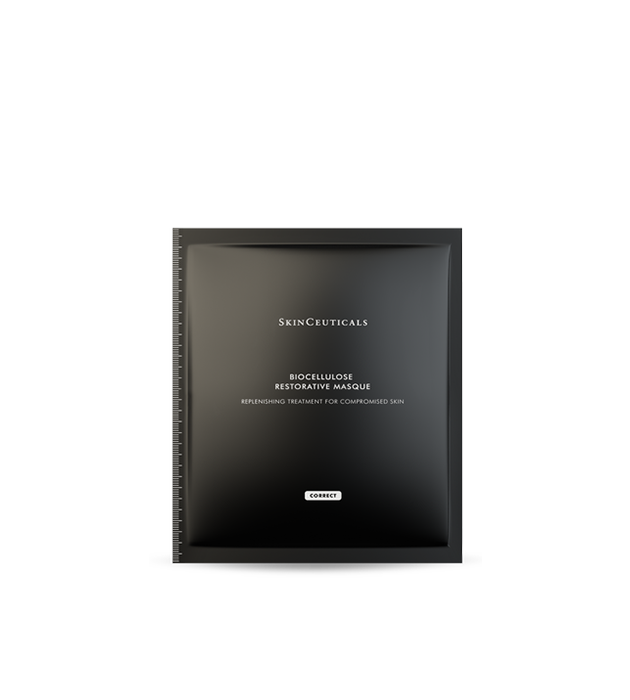 SKINCEUTICALS
BIOCELLULOSE
RESTORATIVE MASQUE
REPLENISHING TREATMENT FOR COMPROMISED SKIN
CORRECT